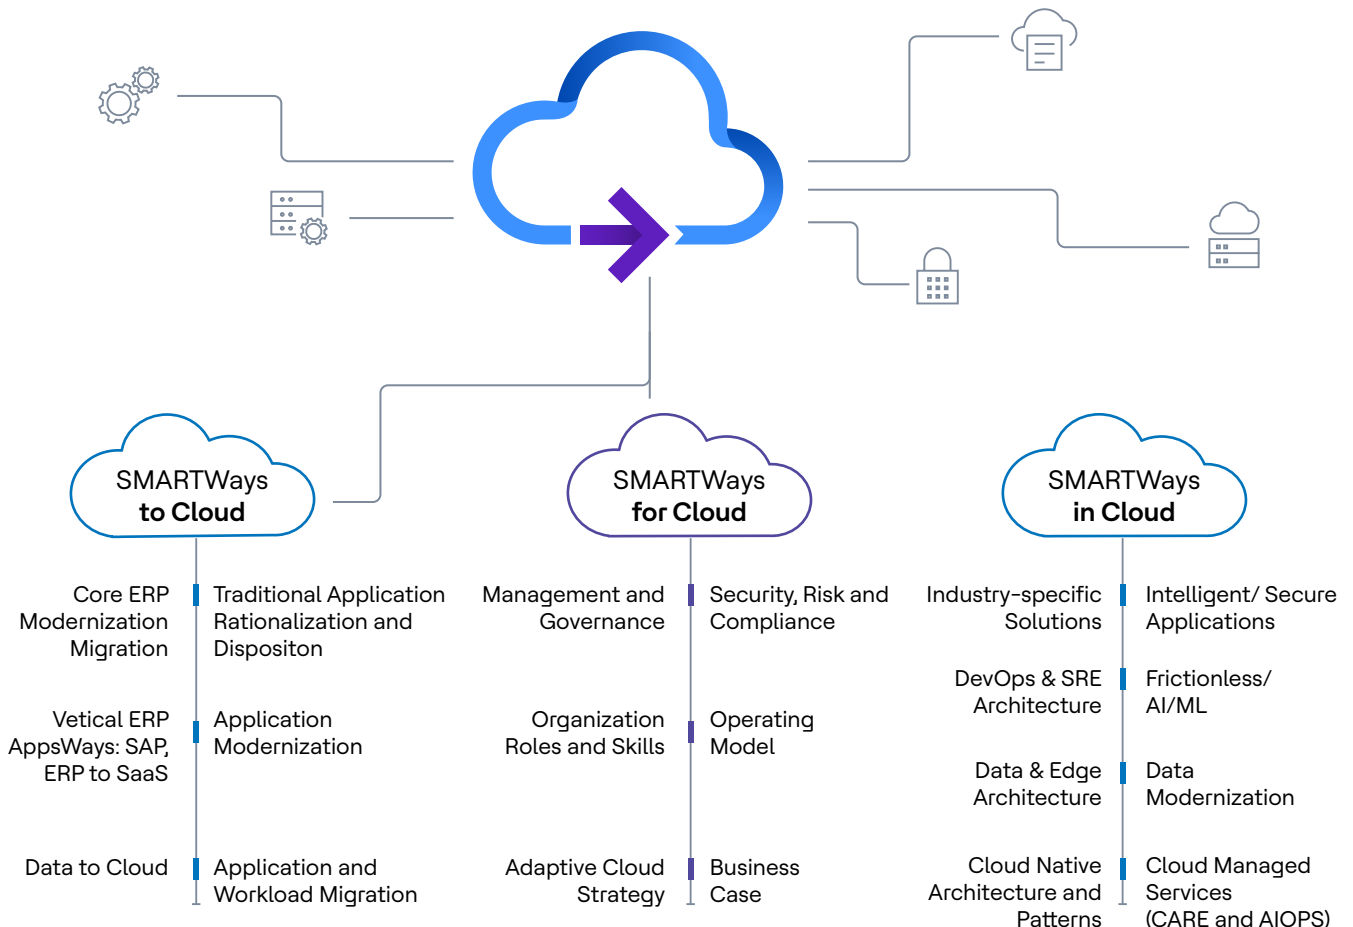 SMARTWays
to Cloud
Core ERP
Modernization
Migration
Traditional Application
Rationalization and
Dispositon
Vetical ERP
AppsWays: SAP,
ERP to SaaS
Application
Modernization
Data to Cloud
Application and
Workload Migration
SMARTWays
for Cloud
Management and
Governance
Security, Risk and
Compliance
Organization
Roles and Skills
Operating
Model
Adaptive Cloud
Strategy
Business
Case
SMARTWays
in Cloud
Industry-specific
Solutions
Intelligent/ Secure
Applications
DevOps & SRE
Architecture
Frictionless/
AI/ML
Data & Edge
Architecture
Data
Modernization
Cloud Native
Architecture and
Patterns
Cloud Managed
Services
(CARE and AIOPS)